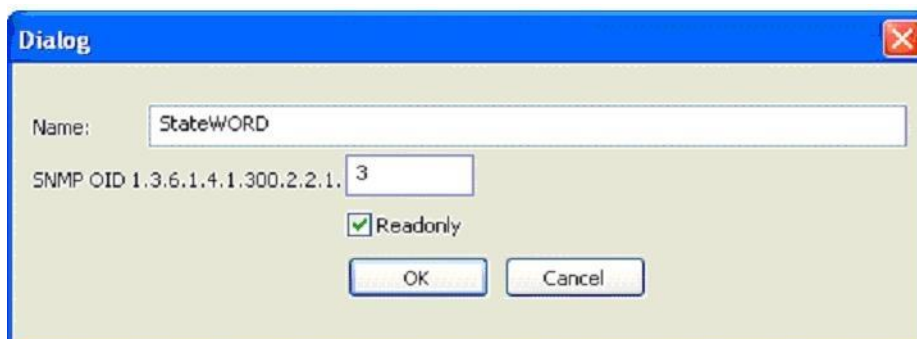 Dialog
Name: StateWORD
SNMP OID 1.3.6.1.4.1.300.2.2.1. 3
Readonly
OK Cancel